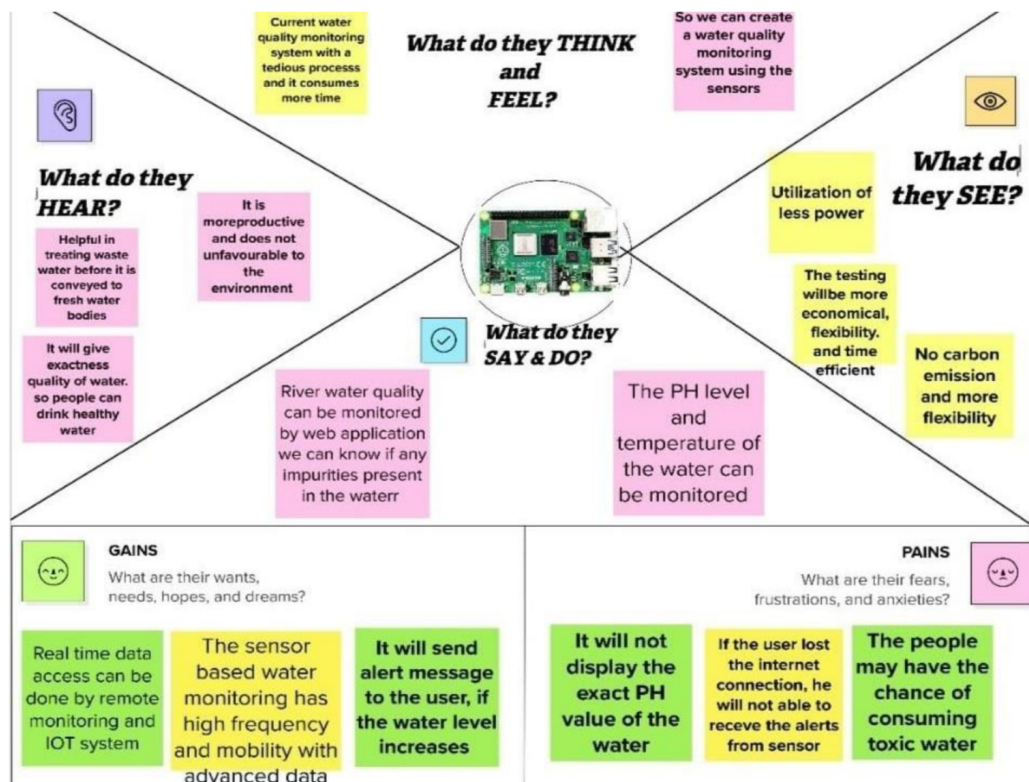 Current water
quality monitoring
system with a
tedious processs
and it consumes
more time
What do they THINK
and
FEEL?
So we can create
a water quality
monitoring
system using the
sensors
What do they
HEAR?
Helpful in
treating waste
water before it is
conveyed to
fresh water
bodies
It is
moreproductive
and does not
unfavourable to
the
environment
It will give
exactness
quality of water.
so people can
drink healthy
water
What do
they SEE?
Utilization of
less power
The testing
willbe more
economical,
flexibility.
and time
efficient
No carbon
emission
and more
flexibility
What do they
SAY & DO?
River water quality
can be monitored
by web application
we can know if any
impurities present
in the waterr
The PH level
and
temperature of
the water can
be monitored
GAINS
What are their wants,
needs, hopes, and dreams?
Real time data
access can be
done by remote
monitoring and
IOT system
The sensor
based water
monitoring has
high frequency
and mobility with
advanced data
It will send
alert message
to the user, if
the water level
increases
PAINS
What are their fears,
frustrations, and anxieties?
It will not
display the
exact PH
value of the
water
If the user lost
the internet
connection, he
will not able to
receve the alerts
from sensor
The people
may have the
chance of
consuming
toxic water